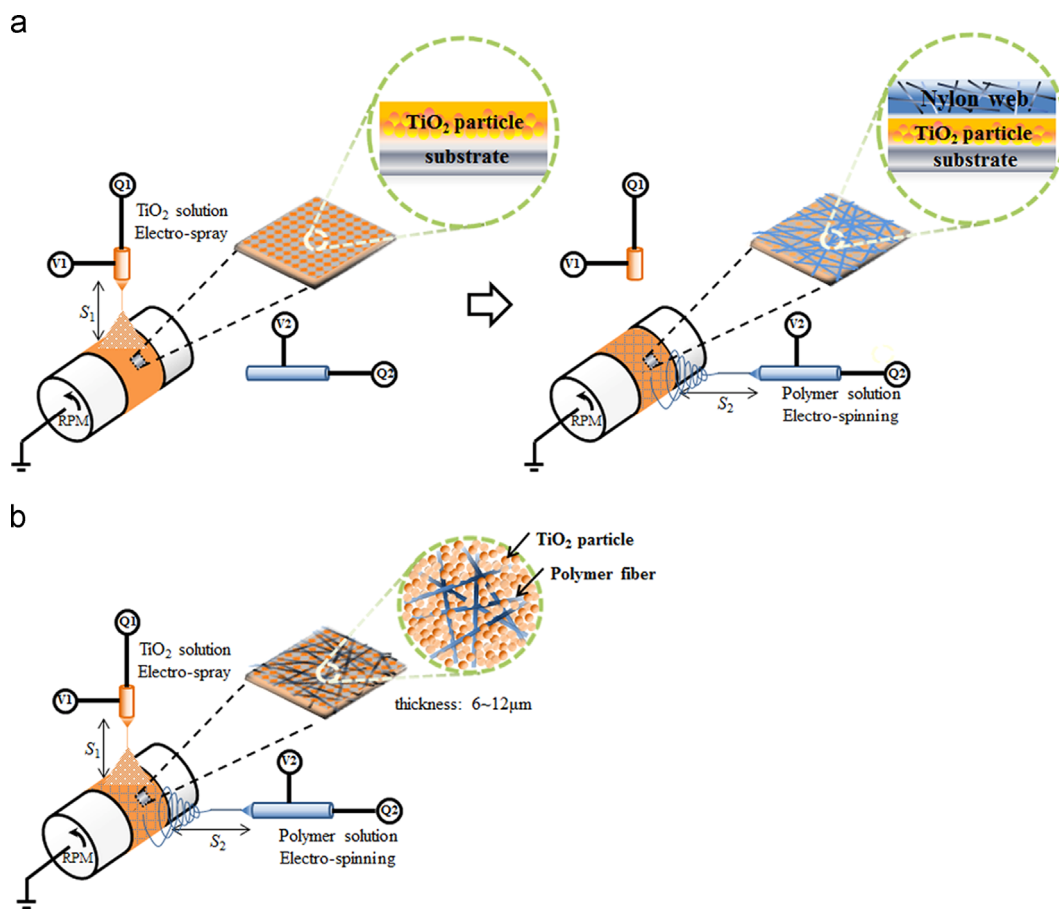 a
TiO₂ particle
substrate
Q1
TiO₂ solution
Electro-spray
V1
S₁
V2
Q2
RPM
Nylon web
TiO₂ particle
substrate
Q1
V1
V2
Q2
S₂
Polymer solution
Electro-spinning
RPM
b
TiO₂ particle
Polymer fiber
Q1
TiO₂ solution
Electro-spray
V1
thickness: 6~12μm
S₁
V2
Q2
S₂
Polymer solution
Electro-spinning
RPM